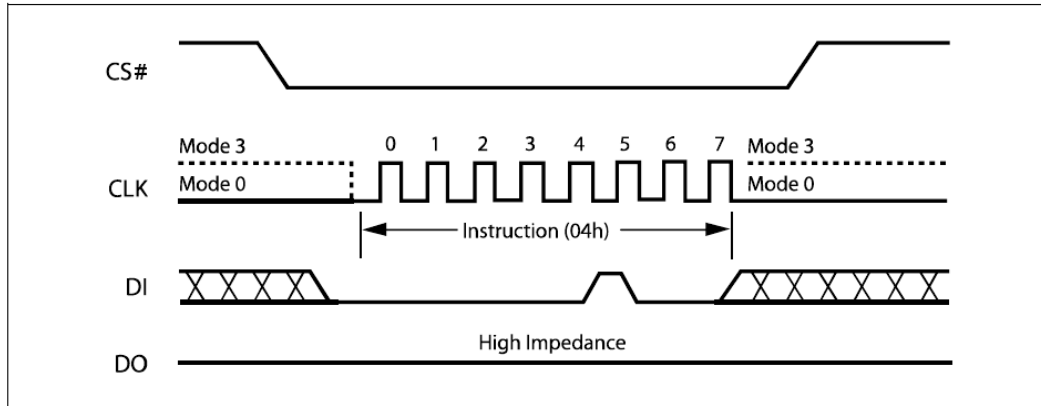 CS#
0 1 2 3 4 5 6 7
Mode 3 Mode 3
CLK Mode 0 Mode 0
Instruction (04h)
DI
High Impedance
DO